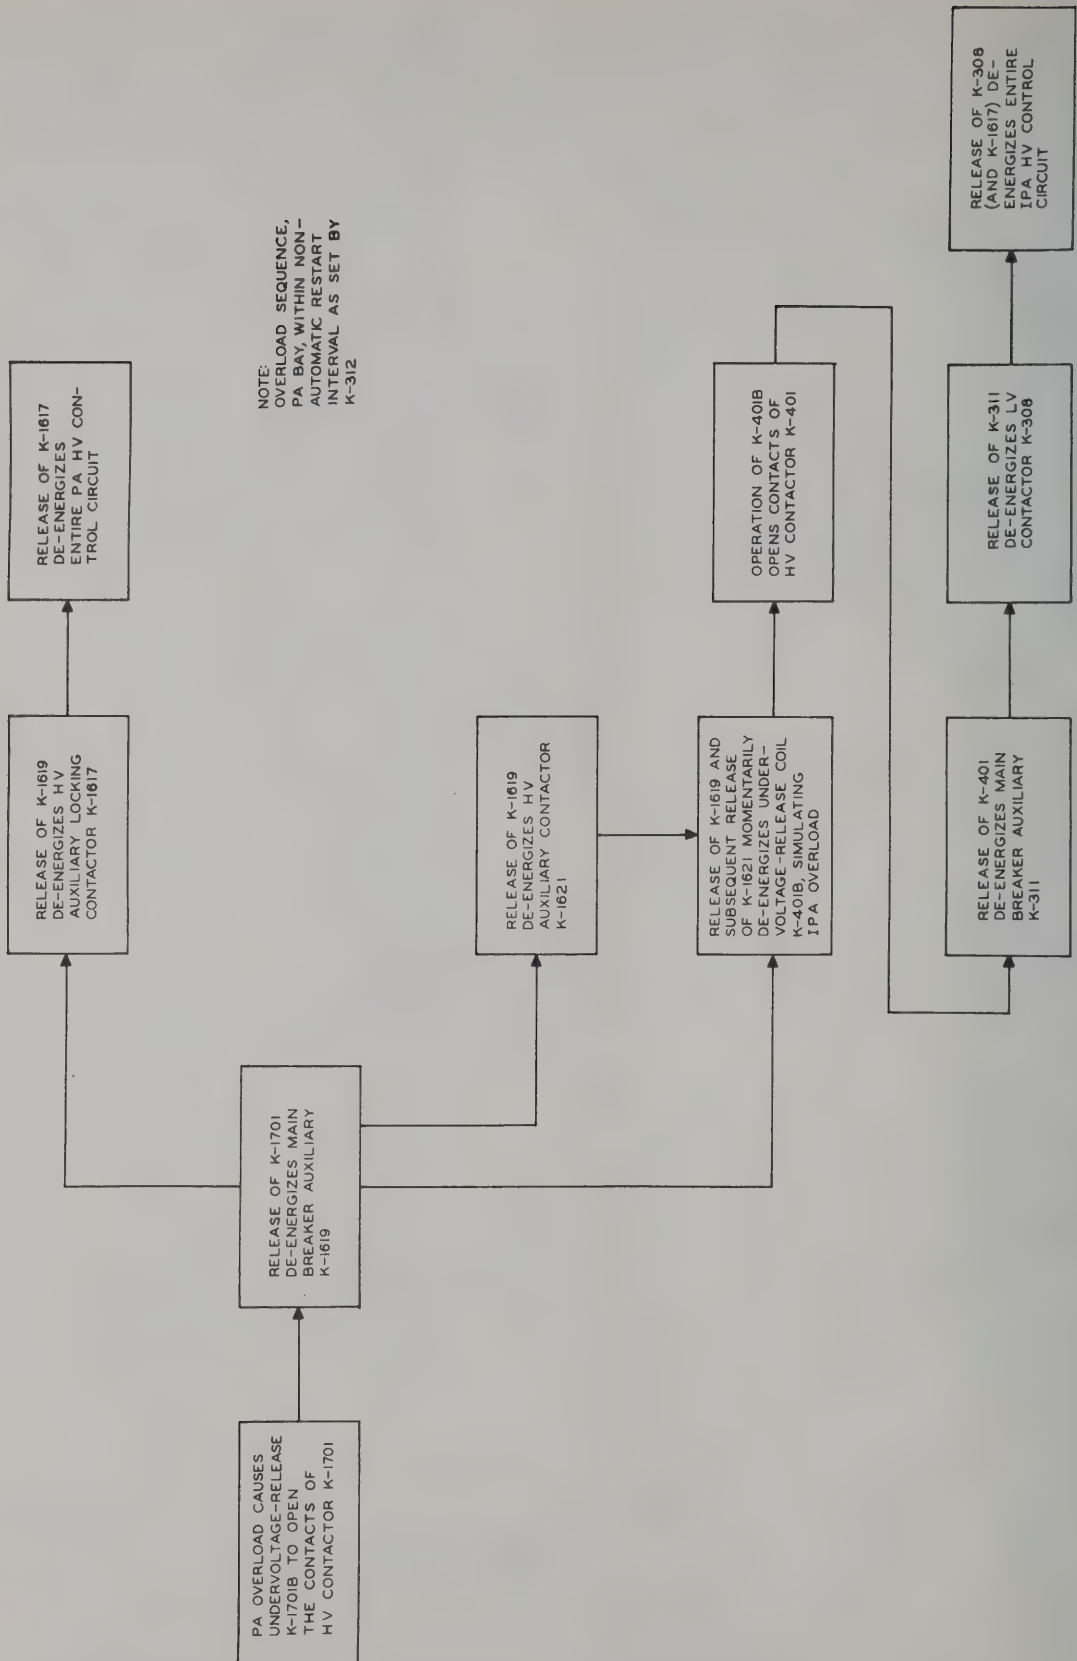 PA OVERLOAD CAUSES
UNDERVOLTAGE-RELEASE
K-1701B TO OPEN
THE CONTACTS OF
HV CONTACTOR K-1701
RELEASE OF K-1701
DE-ENERGIZES MAIN
BREAKER AUXILIARY
K-1619
RELEASE OF K-1619
DE-ENERGIZES HV
AUXILIARY LOCKING
CONTACTOR K-1617
RELEASE OF K-1617
DE-ENERGIZES
ENTIRE PA HV CON-
TROL CIRCUIT
NOTE:
OVERLOAD SEQUENCE,
PA BAY, WITHIN NON-
AUTOMATIC RESTART
INTERVAL AS SET BY
K-312
RELEASE OF K-1619
DE-ENERGIZES HV
AUXILIARY CONTACTOR
K-1621
RELEASE OF K-1619 AND
SUBSEQUENT RELEASE
OF K-1621 MOMENTARILY
DE-ENERGIZES UNDER-
VOLTAGE-RELEASE COIL
K-401B, SIMULATING
IPA OVERLOAD
OPERATION OF K-401B
OPENS CONTACTS OF
HV CONTACTOR K-401
RELEASE OF K-401
DE-ENERGIZES MAIN
BREAKER AUXILIARY
K-311
RELEASE OF K-311
DE-ENERGIZES LV
CONTACTOR K-308
RELEASE OF K-308
(AND K-1617) DE-
ENERGIZES ENTIRE
IPA HV CONTROL
CIRCUIT